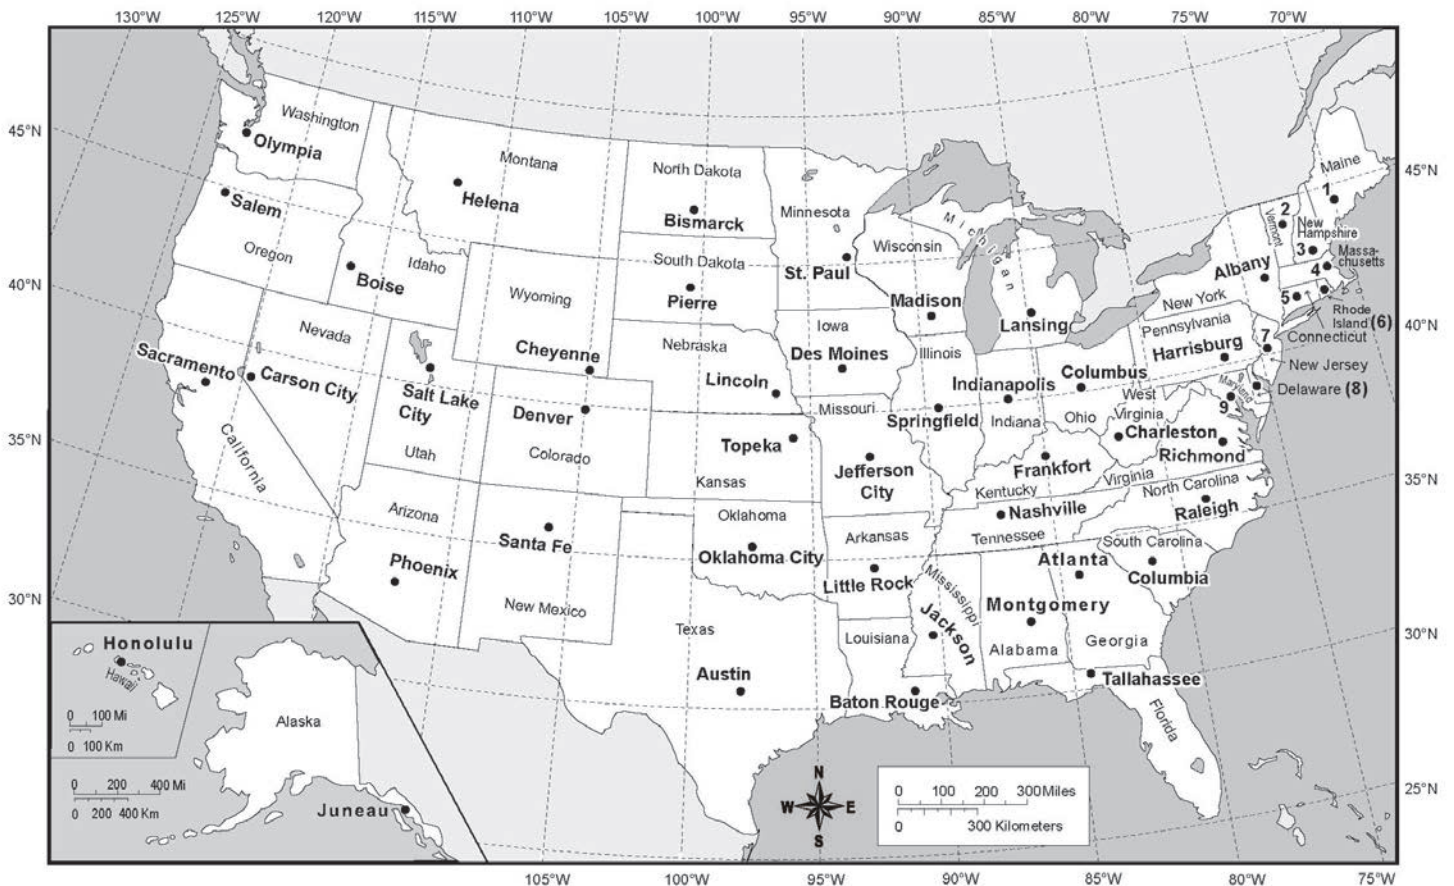 130°W 125°W 120°W 115°W 110°W 105°W 100°W 95°W 90°W 85°W 80°W 75°W 70°W
45°N
40°N
35°N
30°N
45°N
40°N
35°N
30°N
25°N
105°W 100°W 95°W 90°W 85°W 80°W 75°W
Washington
Olympia
Salem
Oregon
Montana
Helena
Idaho
Boise
Wyoming
Cheyenne
Nevada
Carson City
Sacramento
California
Salt Lake
City
Utah
Denver
Colorado
Arizona
Phoenix
Santa Fe
New Mexico
North Dakota
Bismarck
South Dakota
Pierre
Nebraska
Lincoln
Topeka
Kansas
Oklahoma
Oklahoma City
Texas
Austin
Minnesota
St. Paul
Iowa
Des Moines
Missouri
Jefferson
City
Arkansas
Little Rock
Louisiana
Baton Rouge
Wisconsin
Madison
Michigan
Lansing
Illinois
Springfield
Indianapolis
Indiana
Columbus
Ohio
Kentucky
Frankfort
Nashville
Tennessee
Mississippi
Jackson
Montgomery
Alabama
Atlanta
Georgia
Tallahassee
Florida
South Carolina
Columbia
North Carolina
Raleigh
Virginia
Richmond
West
Virginia
Charleston
Maryland
9
Pennsylvania
Harrisburg
New York
Albany
Vermont
2
New
Hampshire
3
Maine
1
Massa-
chusetts
4
5
Rhode
Island (6)
Connecticut
7
New Jersey
Delaware (8)
Honolulu
Hawaii
0 100 Mi
0 100 Km
Alaska
Juneau
0 200 400 Mi
0 200 400 Km
N
W E
S
0 100 200 300 Miles
0 300 Kilometers